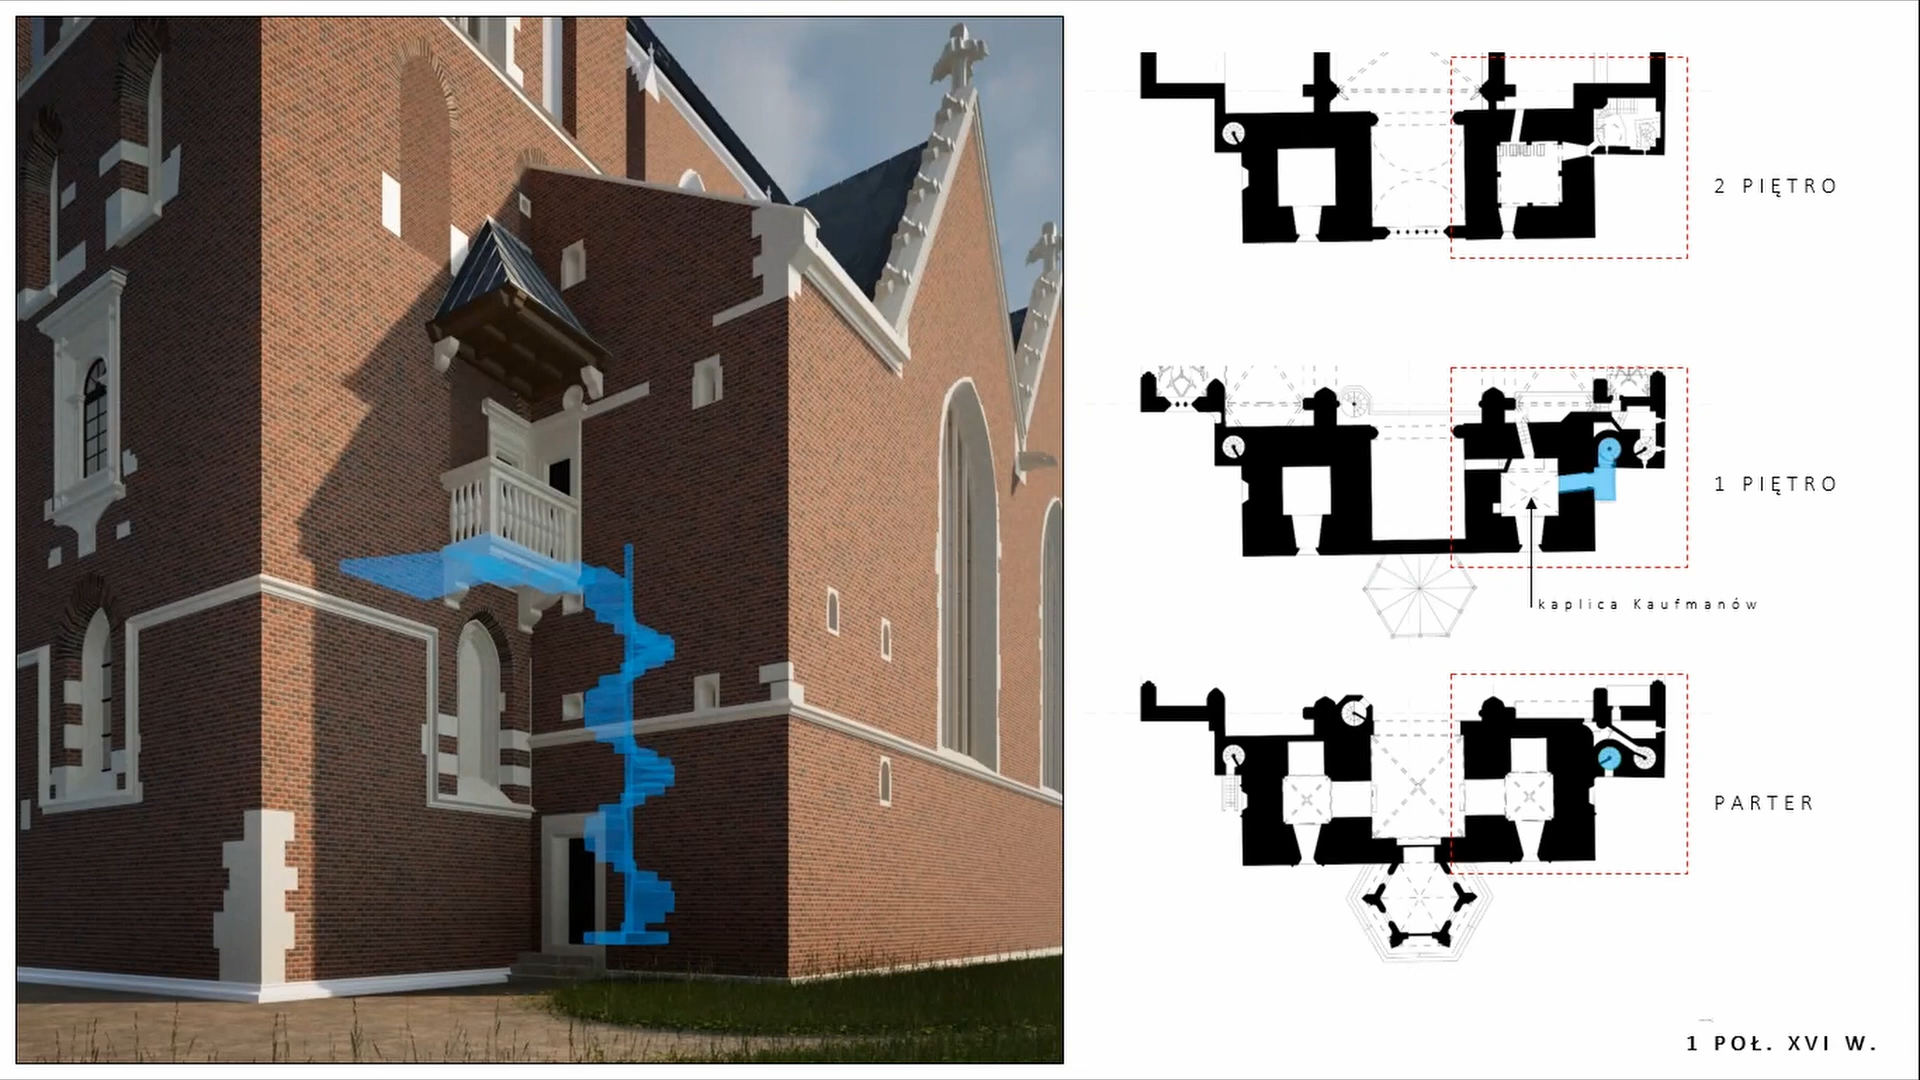 2 PIĘTRO
1 PIĘTRO
kaplica Kaufmanów
PARTER
1 POŁ. XVI W.